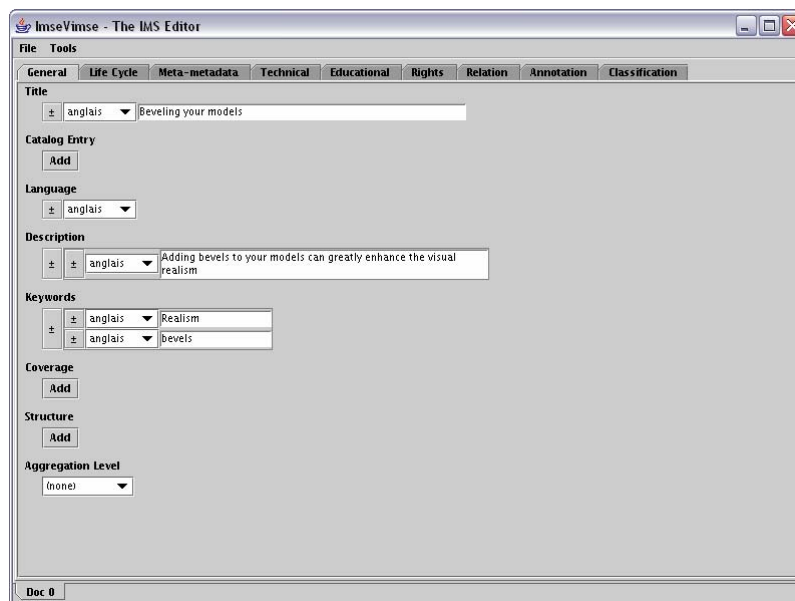 ImseVimse - The IMS Editor
File Tools
General Life Cycle Meta-metadata Technical Educational Rights Relation Annotation Classification
Title
± anglais Beveling your models
Catalog Entry
Add
Language
± anglais
Description
± ± anglais Adding bevels to your models can greatly enhance the visual
realism
Keywords
± ± anglais Realism
± anglais bevels
Coverage
Add
Structure
Add
Aggregation Level
(none)
Doc 0